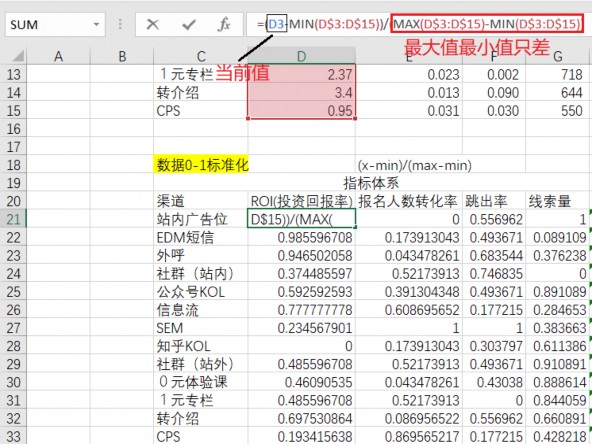 SUM =(D3-MIN(D$3:D$15))/(MAX(D$3:D$15)-MIN(D$3:D$15))
最大值最小值只差
A B C D E F G
13 1元专栏 当前值 2.37 0.023 0.002 718
14 转介绍 3.4 0.013 0.090 644
15 CPS 0.95 0.031 0.030 550
16
17
18 数据0-1标准化 (x-min)/(max-min)
19 指标体系
20 渠道 ROI(投资回报率) 报名人数转化率 跳出率 线索量
21 站内广告位 D$15))/(MAX( 0 0.556962 1
22 EDM短信 0.985596708 0.173913043 0.493671 0.089109
23 外呼 0.946502058 0.043478261 0.683544 0.376238
24 社群（站内） 0.374485597 0.52173913 0.746835 0
25 公众号KOL 0.592592593 0.391304348 0.493671 0.891089
26 信息流 0.777777778 0.608695652 0.177215 0.284653
27 SEM 0.234567901 1 1 0.383663
28 知乎KOL 0 0.173913043 0.303797 0.611386
29 社群（站外） 0.485596708 0.52173913 0.493671 0.910891
30 0元体验课 0.46090535 0.043478261 0.43038 0.888614
31 1元专栏 0.485596708 0.52173913 0 0.844059
32 转介绍 0.697530864 0.086956522 0.556962 0.660891
33 CPS 0.193415638 0.869565217 0.177215 0.428218